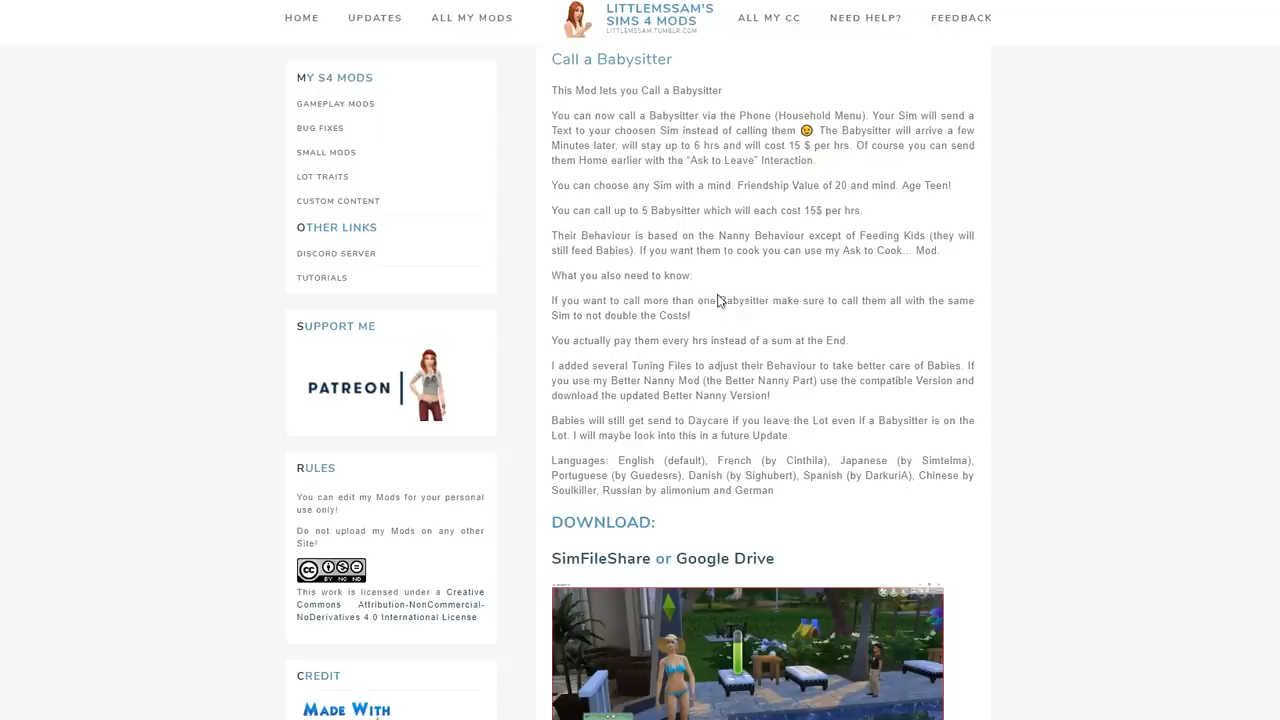 HOME
UPDATES
ALL MY MODS
LITTLEMSSAM'S
SIMS 4 MODS
LITTLEMSSAM.TUMBLR.COM
ALL MY CC
NEED HELP?
FEEDBACK
MY S4 MODS
GAMEPLAY MODS
BUG FIXES
SMALL MODS
LOT TRAITS
CUSTOM CONTENT
OTHER LINKS
DISCORD SERVER
TUTORIALS
SUPPORT ME
PATREON
RULES
You can edit my Mods for your personal
use only!
Do not upload my Mods on any other
Site!
CC BY NC ND
This work is licensed under a Creative
Commons Attribution-NonCommercial-
NoDerivatives 4.0 International License
CREDIT
MADE WITH
Call a Babysitter
This Mod lets you Call a Babysitter
You can now call a Babysitter via the Phone (Household Menu). Your Sim will send a
Text to your choosen Sim instead of calling them 😉 The Babysitter will arrive a few
Minutes later, will stay up to 6 hrs and will cost 15 $ per hrs. Of course you can send
them Home earlier with the “Ask to Leave” Interaction.
You can choose any Sim with a mind. Friendship Value of 20 and mind. Age Teen!
You can call up to 5 Babysitter which will each cost 15$ per hrs.
Their Behaviour is based on the Nanny Behaviour except of Feeding Kids (they will
still feed Babies). If you want them to cook you can use my Ask to Cook... Mod.
What you also need to know:
If you want to call more than one Babysitter make sure to call them all with the same
Sim to not double the Costs!
You actually pay them every hrs instead of a sum at the End.
I added several Tuning Files to adjust their Behaviour to take better care of Babies. If
you use my Better Nanny Mod (the Better Nanny Part) use the compatible Version and
download the updated Better Nanny Version!
Babies will still get send to Daycare if you leave the Lot even if a Babysitter is on the
Lot. I will maybe look into this in a future Update.
Languages: English (default), French (by Cinthila), Japanese (by Simtelma),
Portuguese (by Guedesrs), Danish (by Sighubert), Spanish (by DarkuriA), Chinese by
Soulkiller, Russian by alimonium and German
DOWNLOAD:
SimFileShare or Google Drive